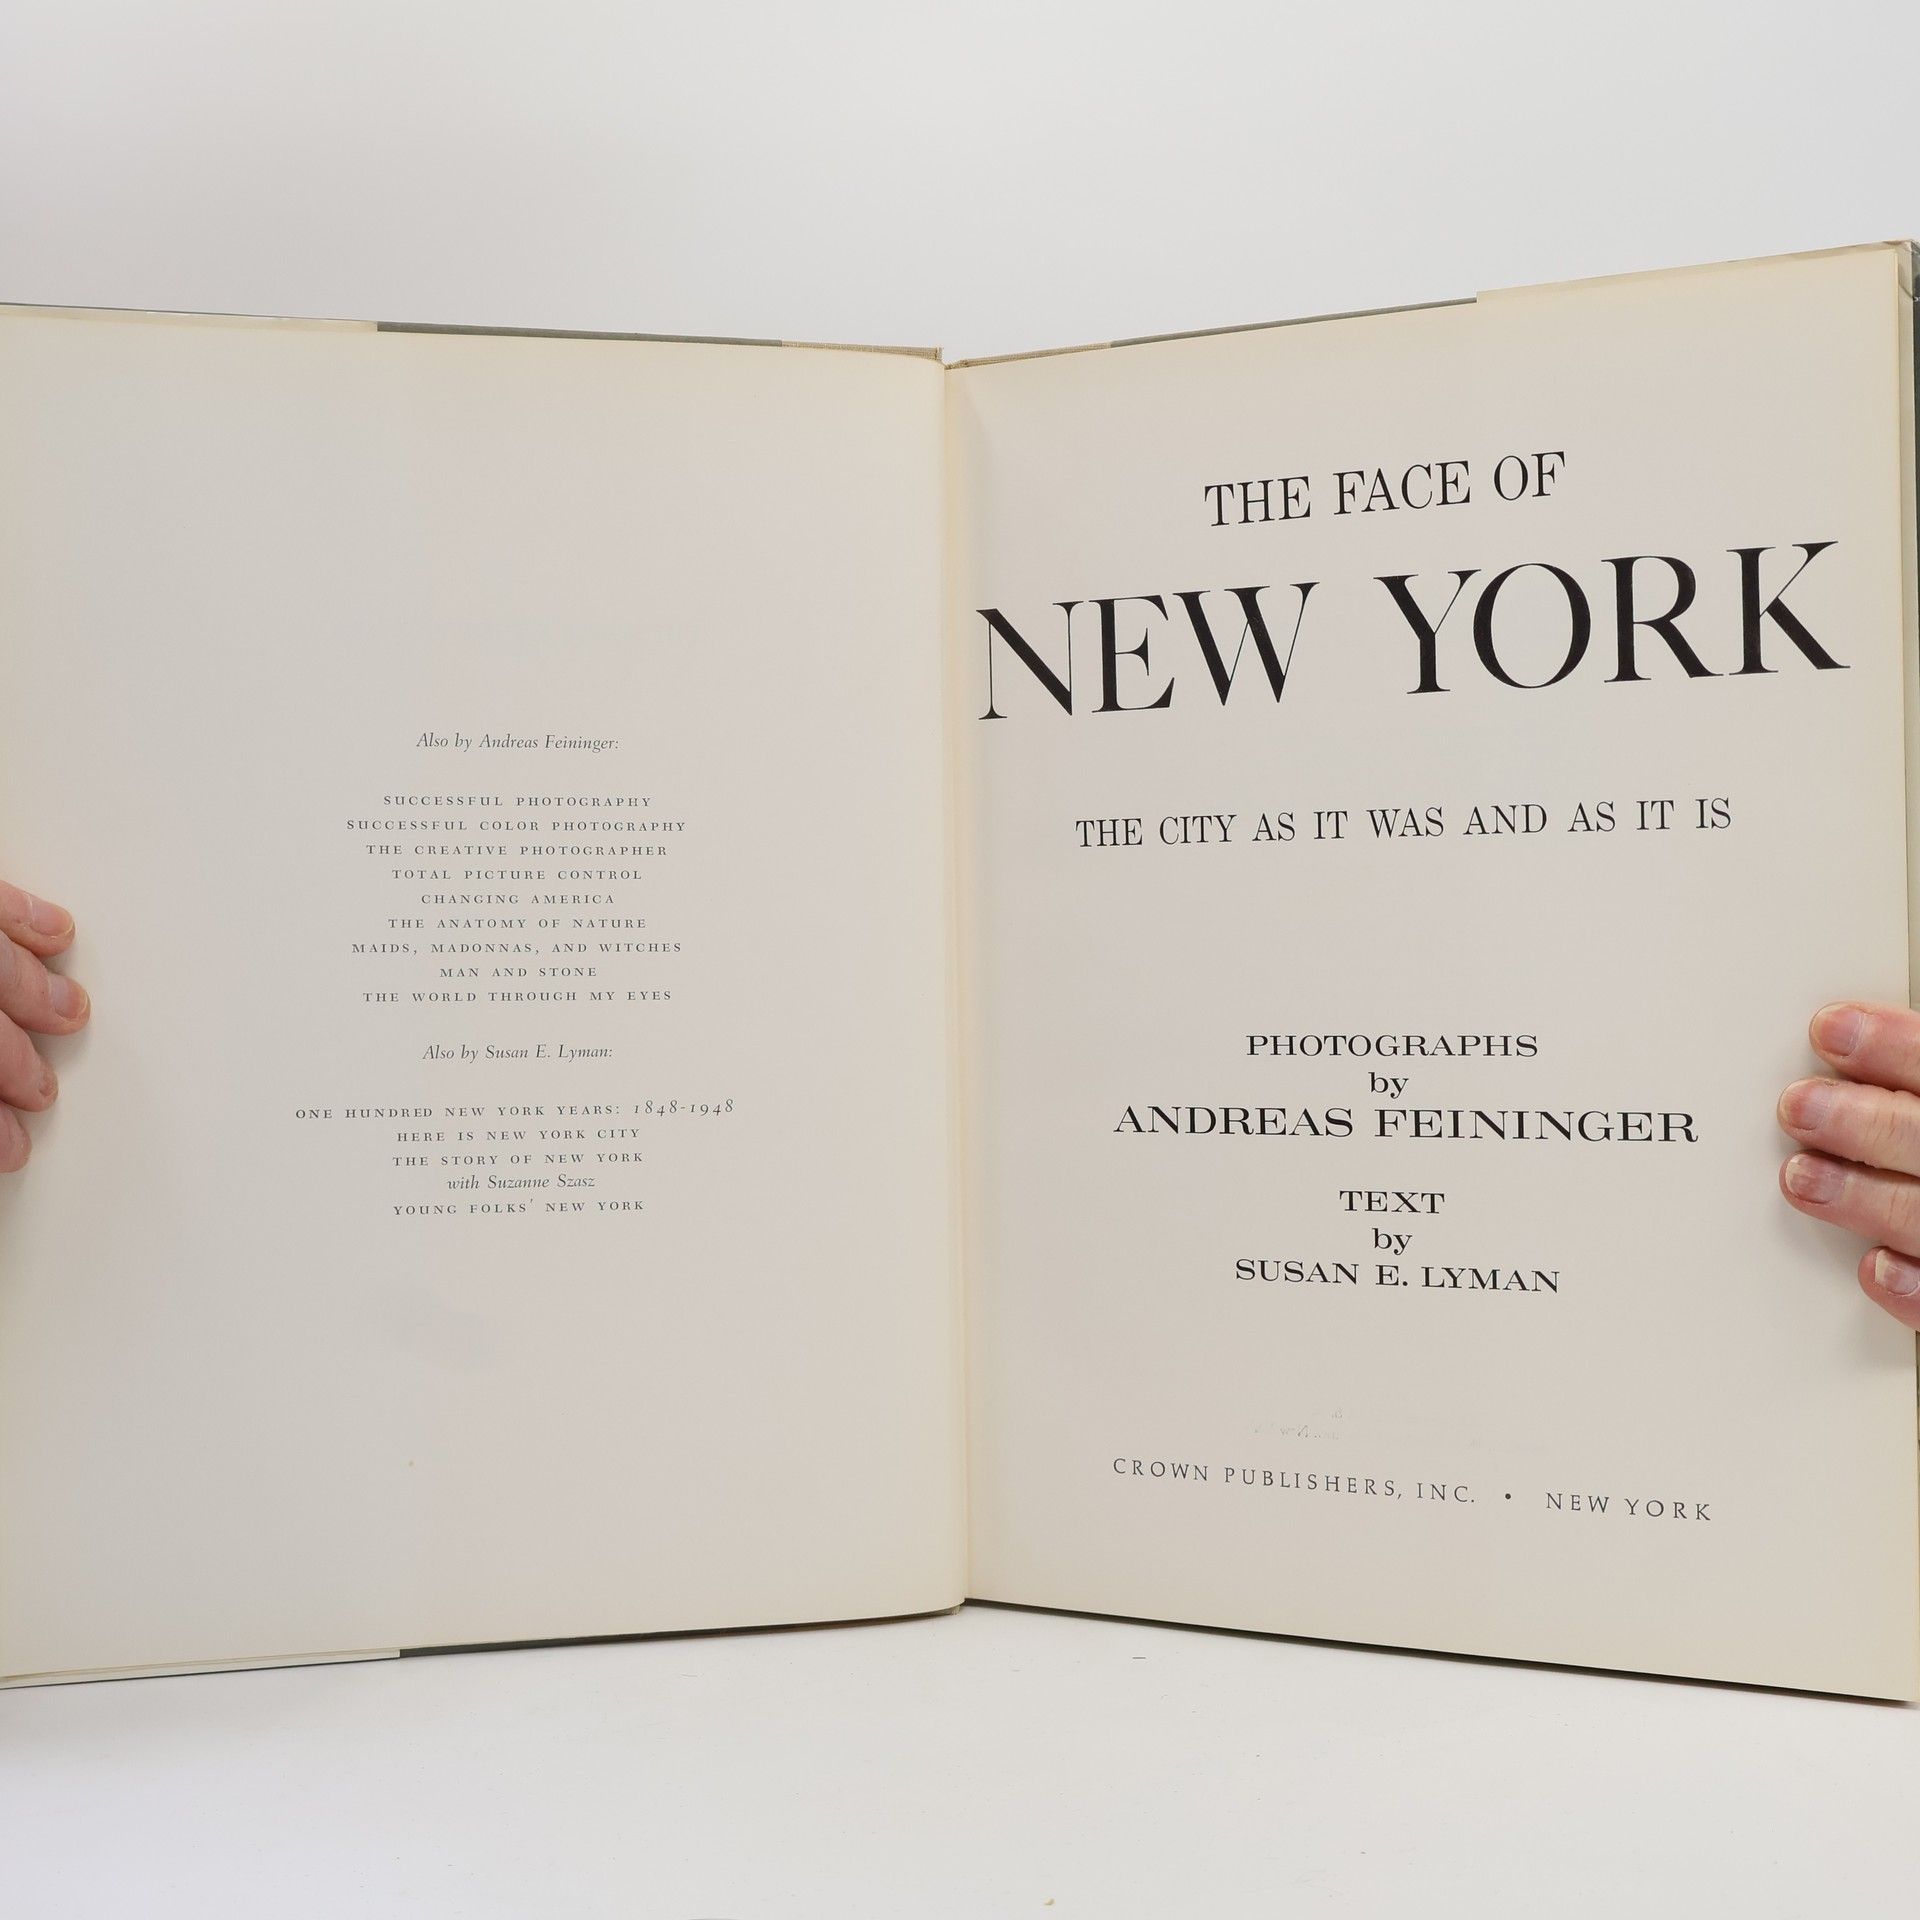 Also by Andreas Feininger:
SUCCESSFUL PHOTOGRAPHY
SUCCESSFUL COLOR PHOTOGRAPHY
THE CREATIVE PHOTOGRAPHER
TOTAL PICTURE CONTROL
CHANGING AMERICA
THE ANATOMY OF NATURE
MAIDS, MADONNAS, AND WITCHES
MAN AND STONE
THE WORLD THROUGH MY EYES
Also by Susan E. Lyman:
ONE HUNDRED NEW YORK YEARS: 1848-1948
HERE IS NEW YORK CITY
THE STORY OF NEW YORK
with Suzanne Szasz
YOUNG FOLKS' NEW YORK
THE FACE OF
NEW YORK
THE CITY AS IT WAS AND AS IT IS
PHOTOGRAPHS
by
ANDREAS FEININGER
TEXT
by
SUSAN E. LYMAN
CROWN PUBLISHERS, INC. • NEW YORK